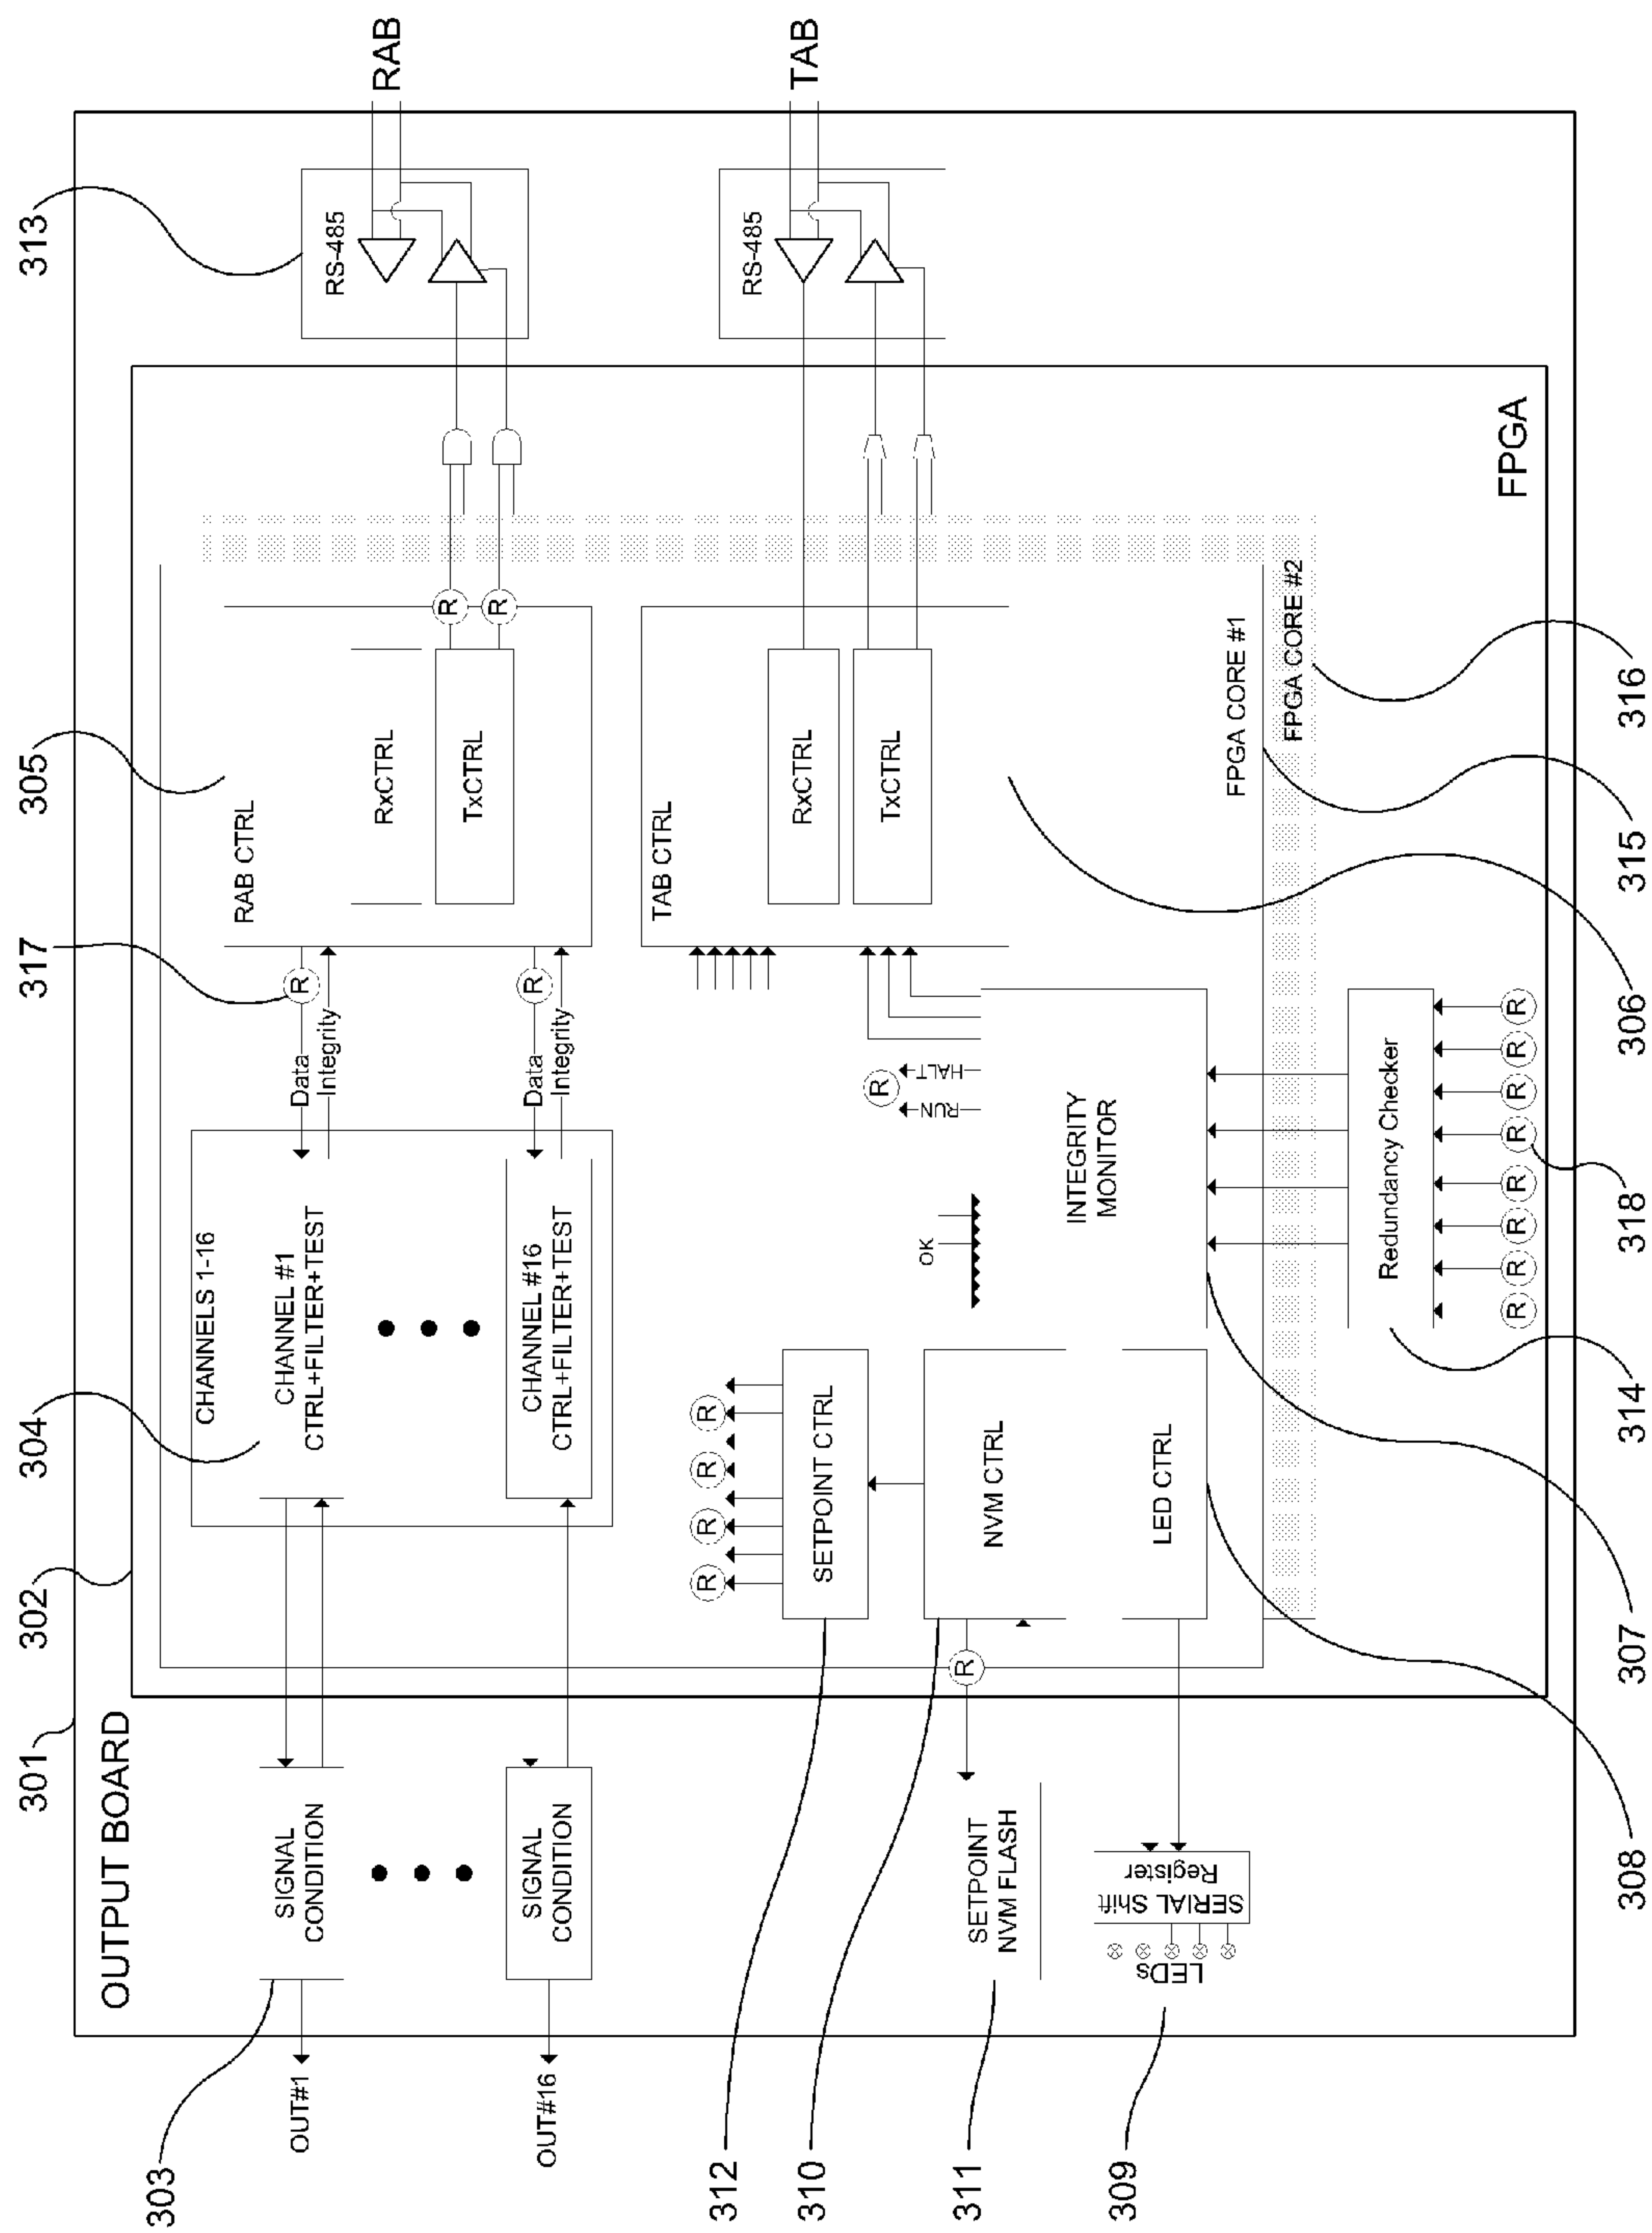 OUTPUT BOARD
301
302
304
317
305
313
303
OUT#1
SIGNAL
CONDITION
CHANNELS 1-16
CHANNEL #1
CTRL+FILTER+TEST
Data
R
Integrity
RAB CTRL
RxCTRL
TxCTRL
R
R
RS-485
RAB
OUT#16
SIGNAL
CONDITION
CHANNEL #16
CTRL+FILTER+TEST
Data
R
Integrity
TAB CTRL
RxCTRL
TxCTRL
RS-485
TAB
R
R
R
R
SETPOINT CTRL
312
310
NVM CTRL
R
SETPOINT
NVM FLASH
311
LED CTRL
SERIAL Shift
Register
LEDs
309
OK
RUN
HALT
R
INTEGRITY
MONITOR
FPGA CORE #1
FPGA CORE #2
FPGA
Redundancy Checker
R
R
R
R
R
R
R
R
308
307
314
318
306
315
316